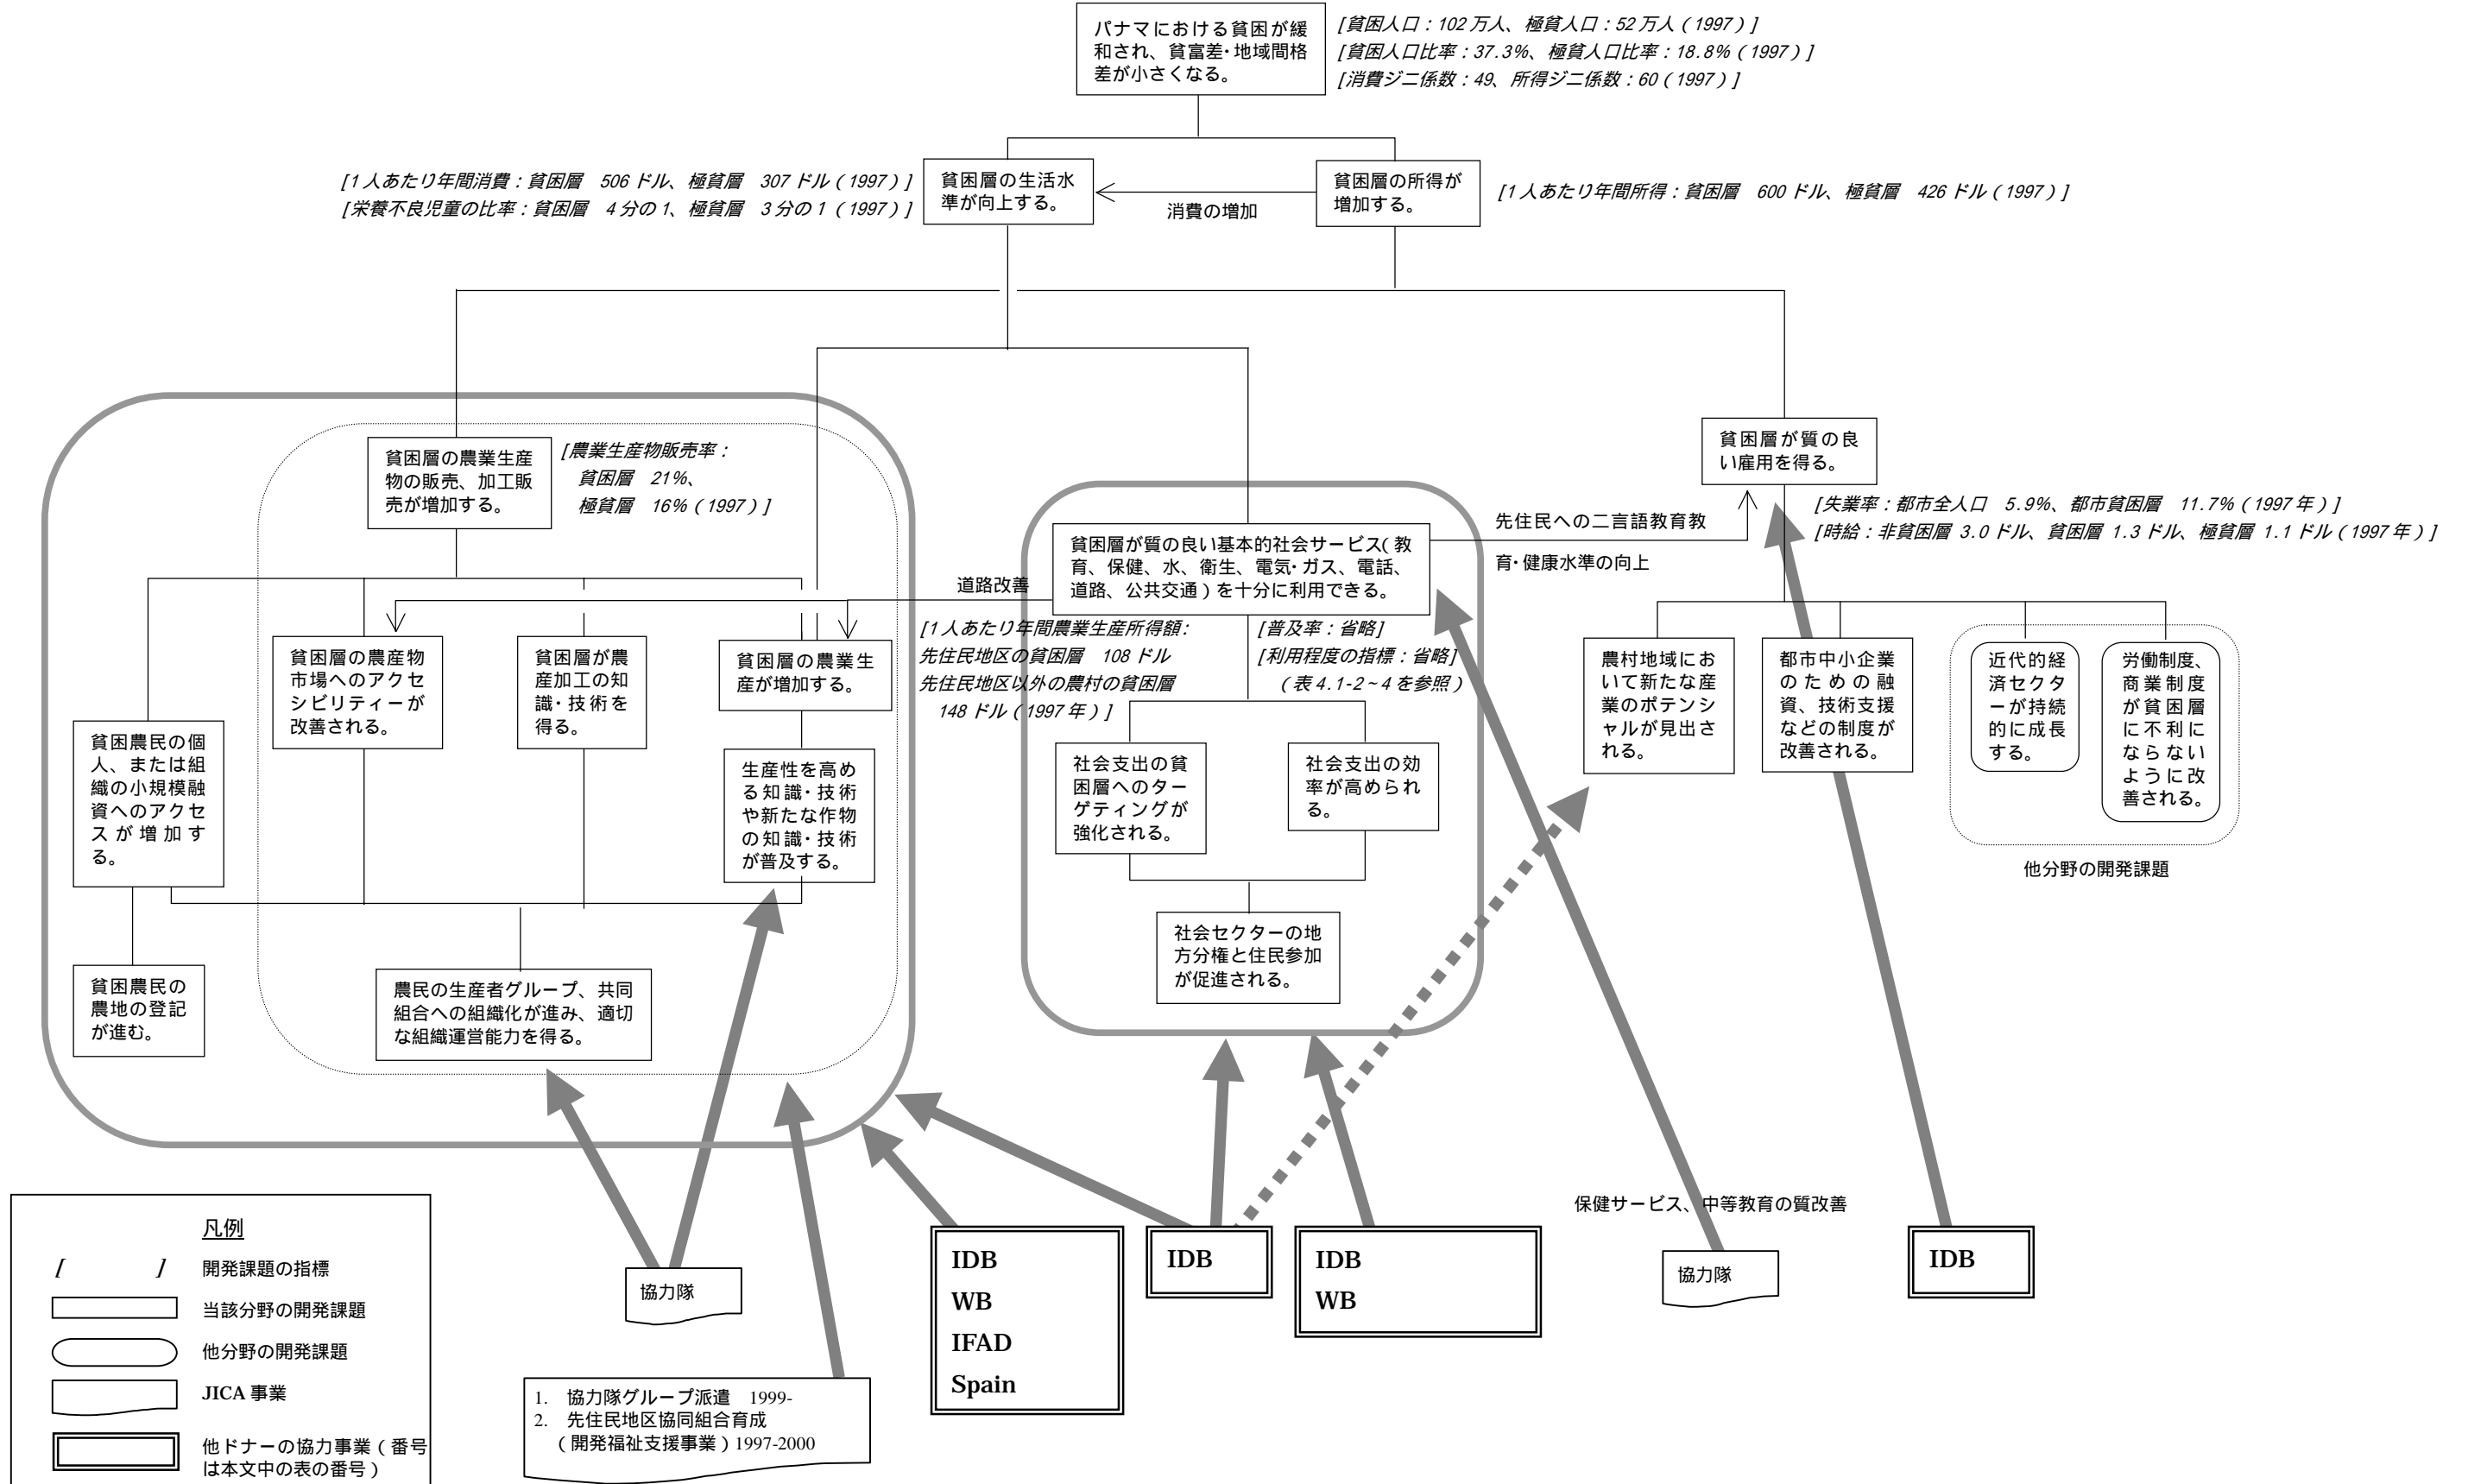 パナマにおける貧困が緩
和され、貧富差・地域間格
差が小さくなる。
[貧困人口：102 万人、極貧人口：52 万人（1997）]
[貧困人口比率：37.3%、極貧人口比率：18.8%（1997）]
[消費ジニ係数：49、所得ジニ係数：60（1997）]
[1 人あたり年間消費：貧困層　506 ドル、極貧層　307 ドル（1997）]
[栄養不良児童の比率：貧困層　4 分の 1、極貧層　3 分の 1（1997）]
貧困層の生活水
準が向上する。
消費の増加
貧困層の所得が
増加する。
[1 人あたり年間所得：貧困層　600 ドル、極貧層　426 ドル（1997）]
貧困層の農業生産
物の販売、加工販
売が増加する。
[農業生産物販売率：
貧困層　21%、
極貧層　16%（1997）]
貧困層が質の良
い雇用を得る。
[失業率：都市全人口　5.9%、都市貧困層　11.7%（1997 年）]
[時給：非貧困層 3.0 ドル、貧困層 1.3 ドル、極貧層 1.1 ドル（1997 年）]
貧困層が質の良い基本的社会サービス（教
育、保健、水、衛生、電気・ガス、電話、
道路、公共交通）を十分に利用できる。
先住民への二言語教育教
育・健康水準の向上
道路改善
貧困層の農産物
市場へのアクセ
シビリティーが
改善される。
貧困層が農
産加工の知
識・技術を
得る。
貧困層の農業生
産が増加する。
[1 人あたり年間農業生産所得額：
先住民地区の貧困層　108 ドル
先住民地区以外の農村の貧困層
148 ドル（1997 年）]
[普及率：省略]
[利用程度の指標：省略]
（表 4.1-2～4 を参照）
農村地域にお
いて新たな産
業のポテンシ
ャルが見出さ
れる。
都市中小企業
のための融
資、技術支援
などの制度が
改善される。
近代的経
済セクタ
ーが持続
的に成長
する。
労働制度、
商業制度
が貧困層
に不利に
ならない
ように改
善される。
他分野の開発課題
貧困農民の個
人、または組
織の小規模融
資へのアクセ
スが増加す
る。
生産性を高め
る知識・技術
や新たな作物
の知識・技術
が普及する。
社会支出の貧
困層へのター
ゲティングが
強化される。
社会支出の効
率が高められ
る。
社会セクターの地
方分権と住民参加
が促進される。
貧困農民の
農地の登記
が進む。
農民の生産者グループ、共同
組合への組織化が進み、適切
な組織運営能力を得る。
保健サービス、中等教育の質改善
協力隊
IDB
WB
IFAD
Spain
IDB
IDB
WB
協力隊
IDB
1.　協力隊グループ派遣　1999-
2.　先住民地区協同組合育成
（開発福祉支援事業）1997-2000
凡例
[　　　　]　開発課題の指標
当該分野の開発課題
他分野の開発課題
JICA 事業
他ドナーの協力事業（番号
は本文中の表の番号）